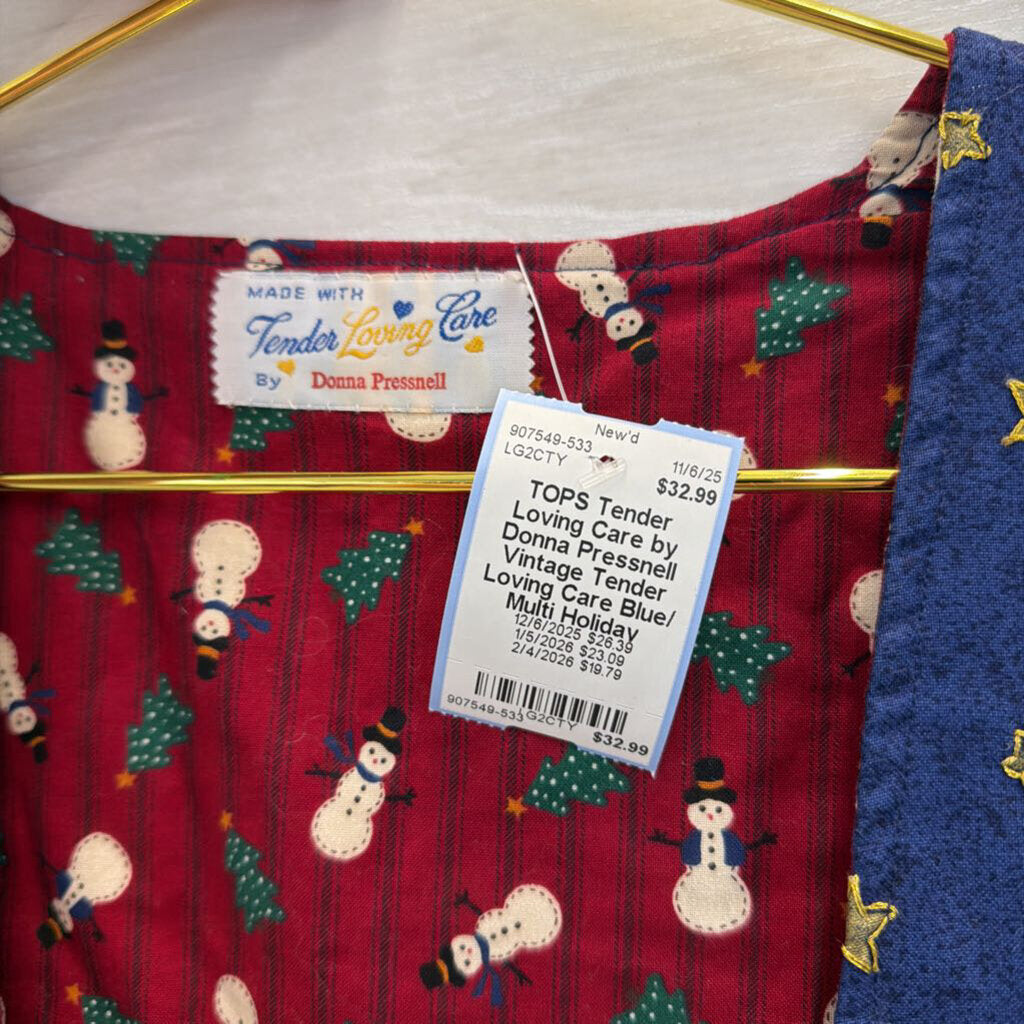 MADE WITH
Tender Loving Care
By Donna Pressnell
New'd
907549-533
LG2CTY
11/6/25
$32.99
TOPS Tender
Loving Care by
Donna Pressnell
Vintage Tender
Loving Care Blue/
Multi Holiday
12/6/2025 $26.39
1/5/2026 $23.09
2/4/2026 $19.79
907549-533 LG2CTY
$32.99